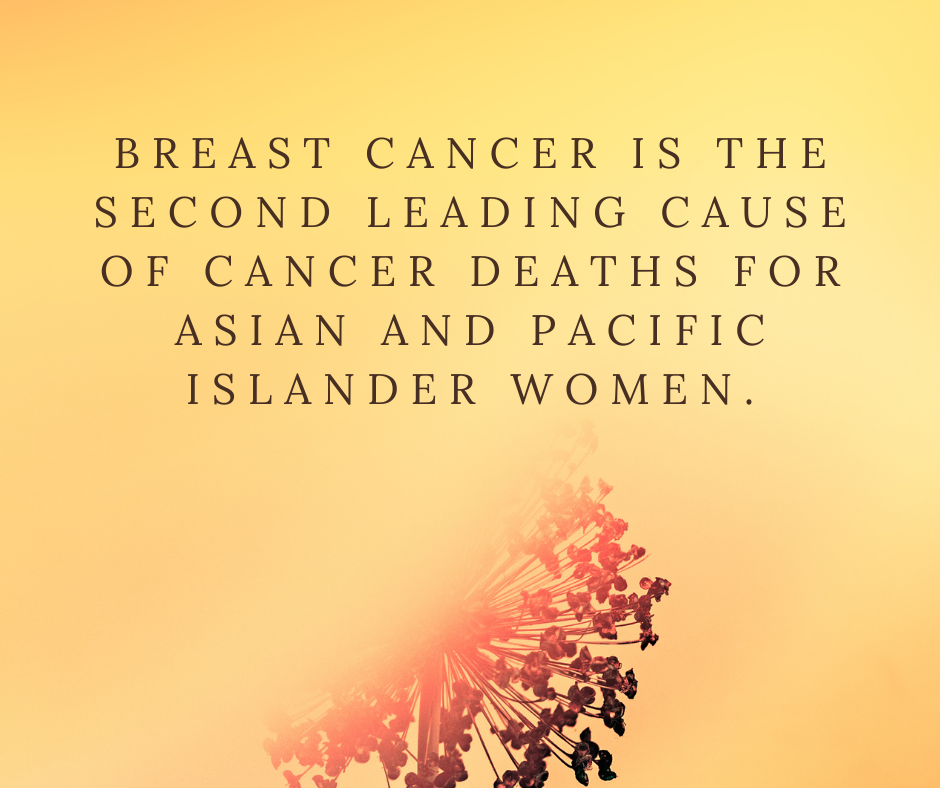 BREAST CANCER IS THE
SECOND LEADING CAUSE
OF CANCER DEATHS FOR
ASIAN AND PACIFIC
ISLANDER WOMEN.